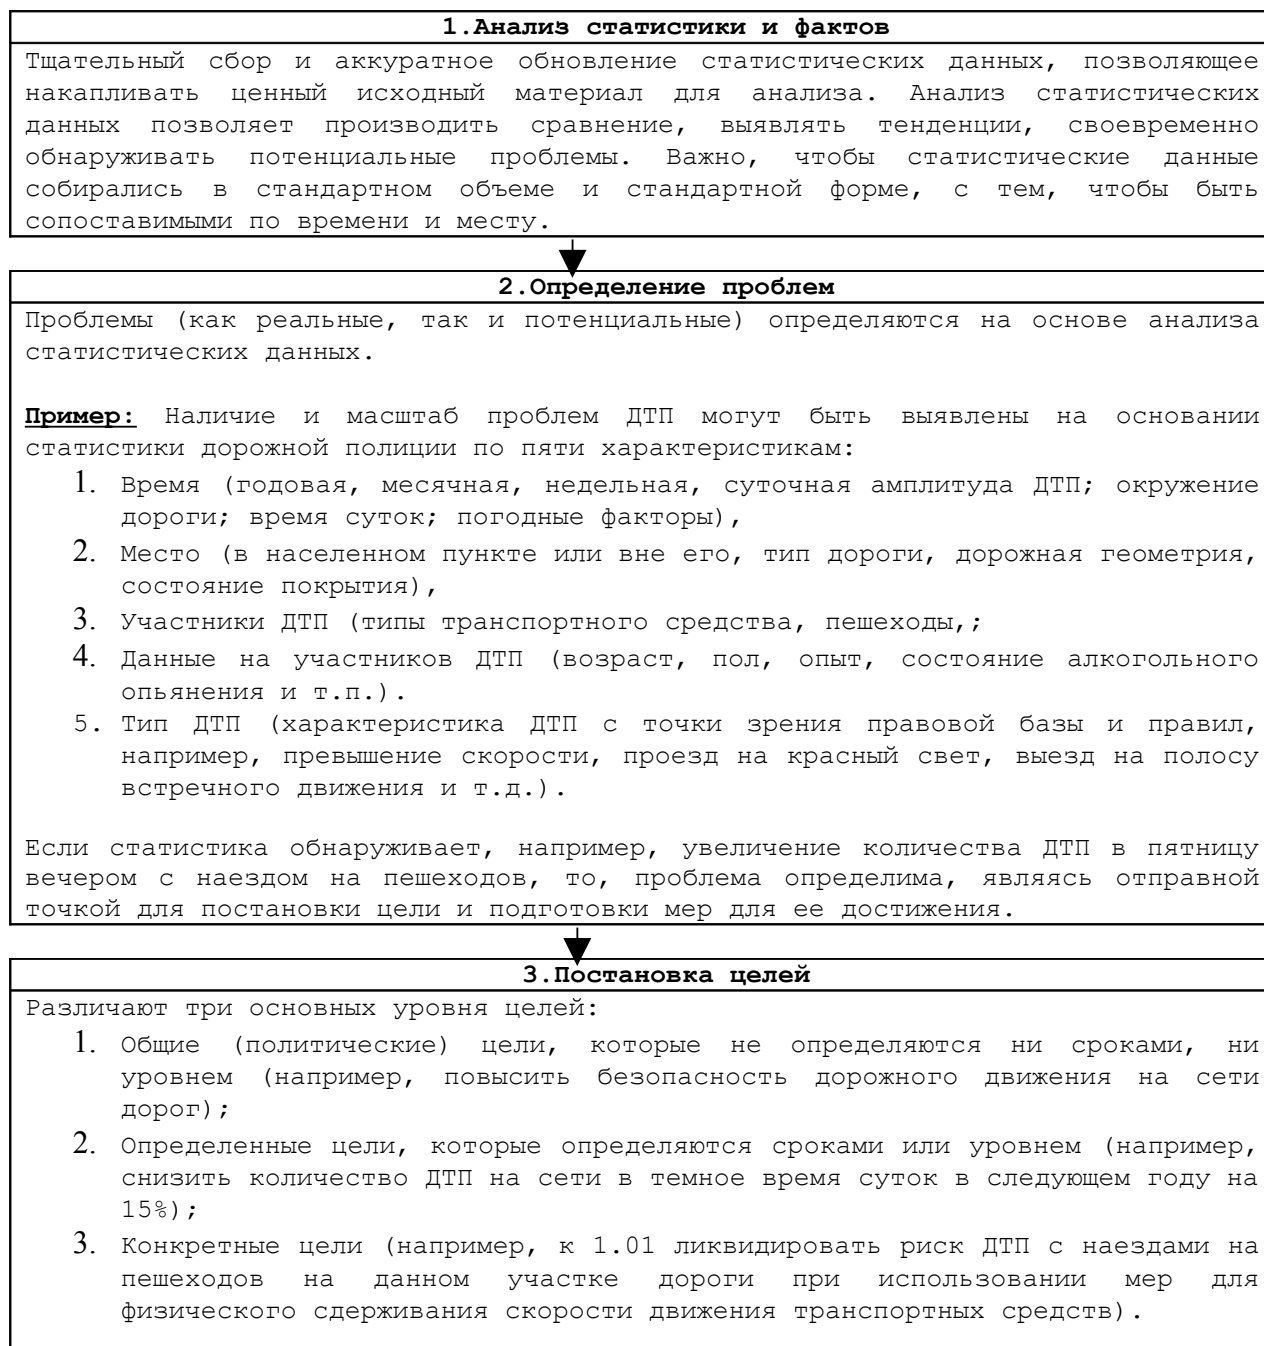 1.Анализ статистики и фактов
Тщательный сбор и аккуратное обновление статистических данных, позволяющее
накапливать ценный исходный материал для анализа. Анализ статистических
данных позволяет производить сравнение, выявлять тенденции, своевременно
обнаруживать потенциальные проблемы. Важно, чтобы статистические данные
собирались в стандартном объеме и стандартной форме, с тем, чтобы быть
сопоставимыми по времени и месту.
2.Определение проблем
Проблемы (как реальные, так и потенциальные) определяются на основе анализа
статистических данных.
Пример: Наличие и масштаб проблем ДТП могут быть выявлены на основании
статистики дорожной полиции по пяти характеристикам:
1. Время (годовая, месячная, недельная, суточная амплитуда ДТП; окружение
дороги; время суток; погодные факторы),
2. Место (в населенном пункте или вне его, тип дороги, дорожная геометрия,
состояние покрытия),
3. Участники ДТП (типы транспортного средства, пешеходы,;
4. Данные на участников ДТП (возраст, пол, опыт, состояние алкогольного
опьянения и т.п.).
5. Тип ДТП (характеристика ДТП с точки зрения правовой базы и правил,
например, превышение скорости, проезд на красный свет, выезд на полосу
встречного движения и т.д.).
Если статистика обнаруживает, например, увеличение количества ДТП в пятницу
вечером с наездом на пешеходов, то, проблема определима, являясь отправной
точкой для постановки цели и подготовки мер для ее достижения.
3.Постановка целей
Различают три основных уровня целей:
1. Общие (политические) цели, которые не определяются ни сроками, ни
уровнем (например, повысить безопасность дорожного движения на сети
дорог);
2. Определенные цели, которые определяются сроками или уровнем (например,
снизить количество ДТП на сети в темное время суток в следующем году на
15%);
3. Конкретные цели (например, к 1.01 ликвидировать риск ДТП с наездами на
пешеходов на данном участке дороги при использовании мер для
физического сдерживания скорости движения транспортных средств).